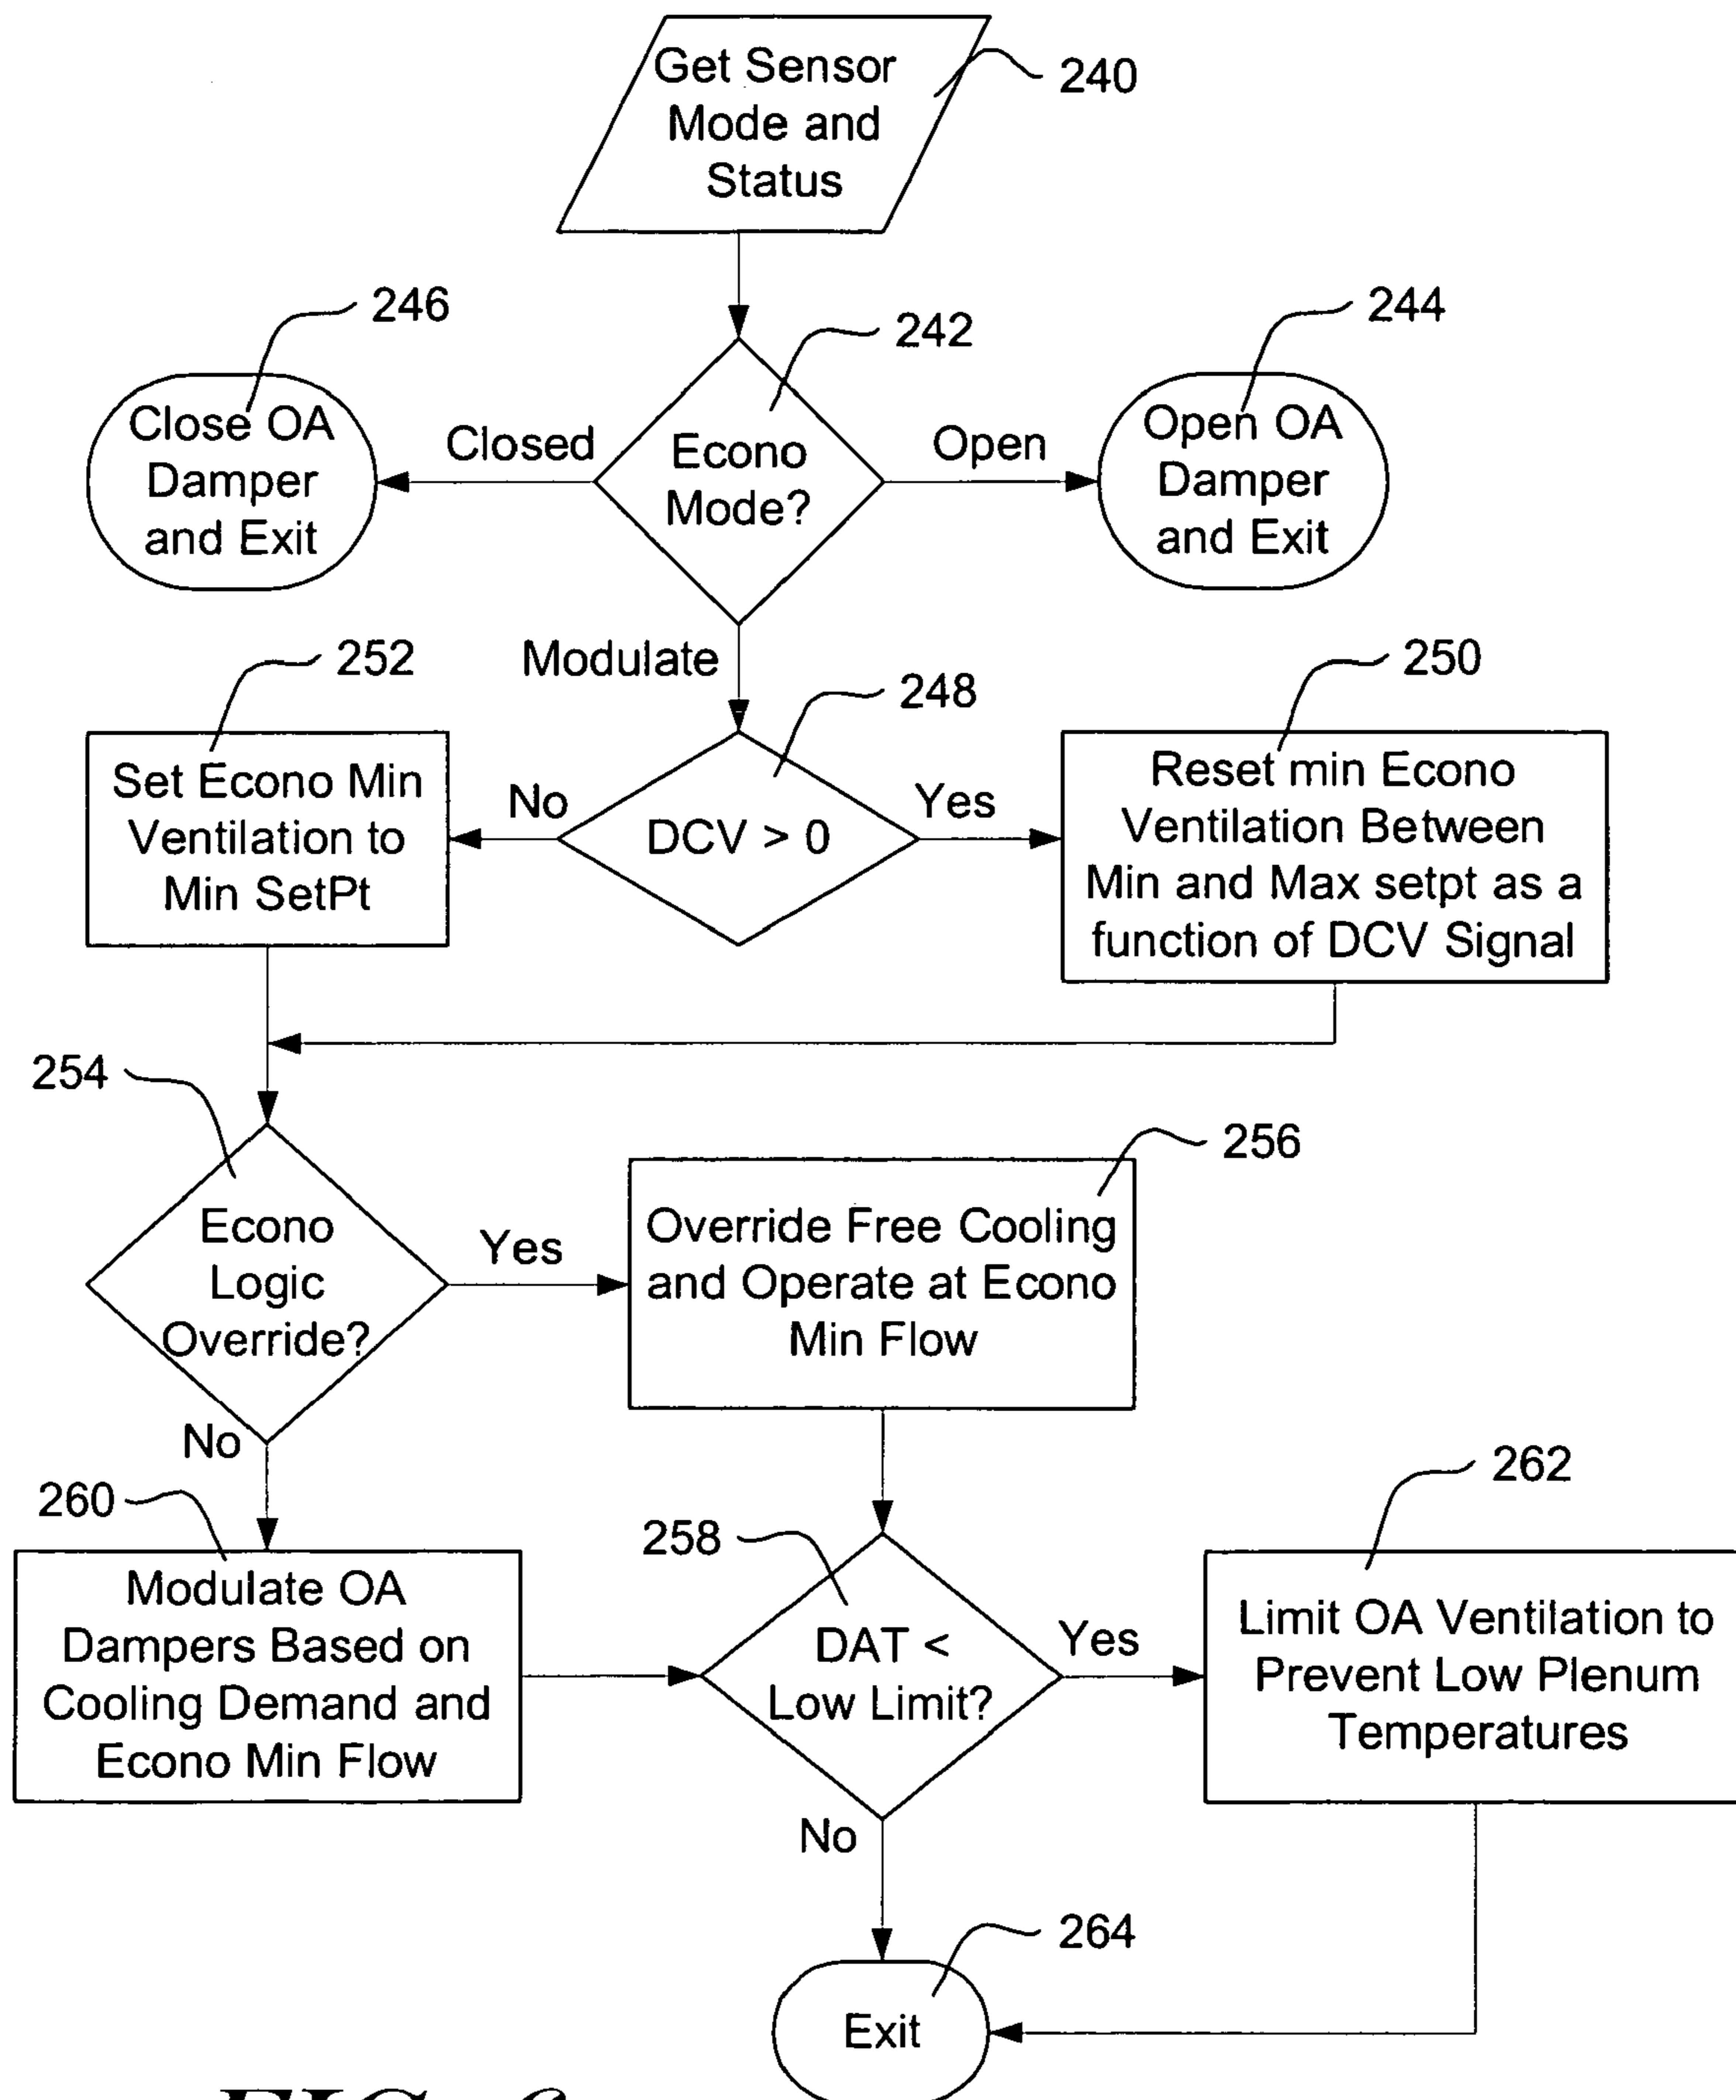 Get Sensor
Mode and
Status
240
246
242
244
Close OA
Damper
and Exit
Closed
Econo
Mode?
Open
Open OA
Damper
and Exit
Modulate
252
248
250
Set Econo Min
Ventilation to
Min SetPt
No
DCV > 0
Yes
Reset min Econo
Ventilation Between
Min and Max setpt as a
function of DCV Signal
254
256
Econo
Logic
Override?
Yes
Override Free Cooling
and Operate at Econo
Min Flow
No
260
258
262
Modulate OA
Dampers Based on
Cooling Demand and
Econo Min Flow
DAT <
Low Limit?
Yes
Limit OA Ventilation to
Prevent Low Plenum
Temperatures
No
264
Exit